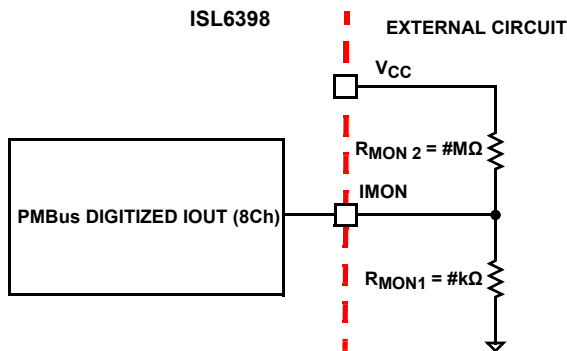 ISL6398
EXTERNAL CIRCUIT
VCC
RMON 2 = #MΩ
IMON
PMBus DIGITIZED IOUT (8Ch)
RMON1 = #kΩ